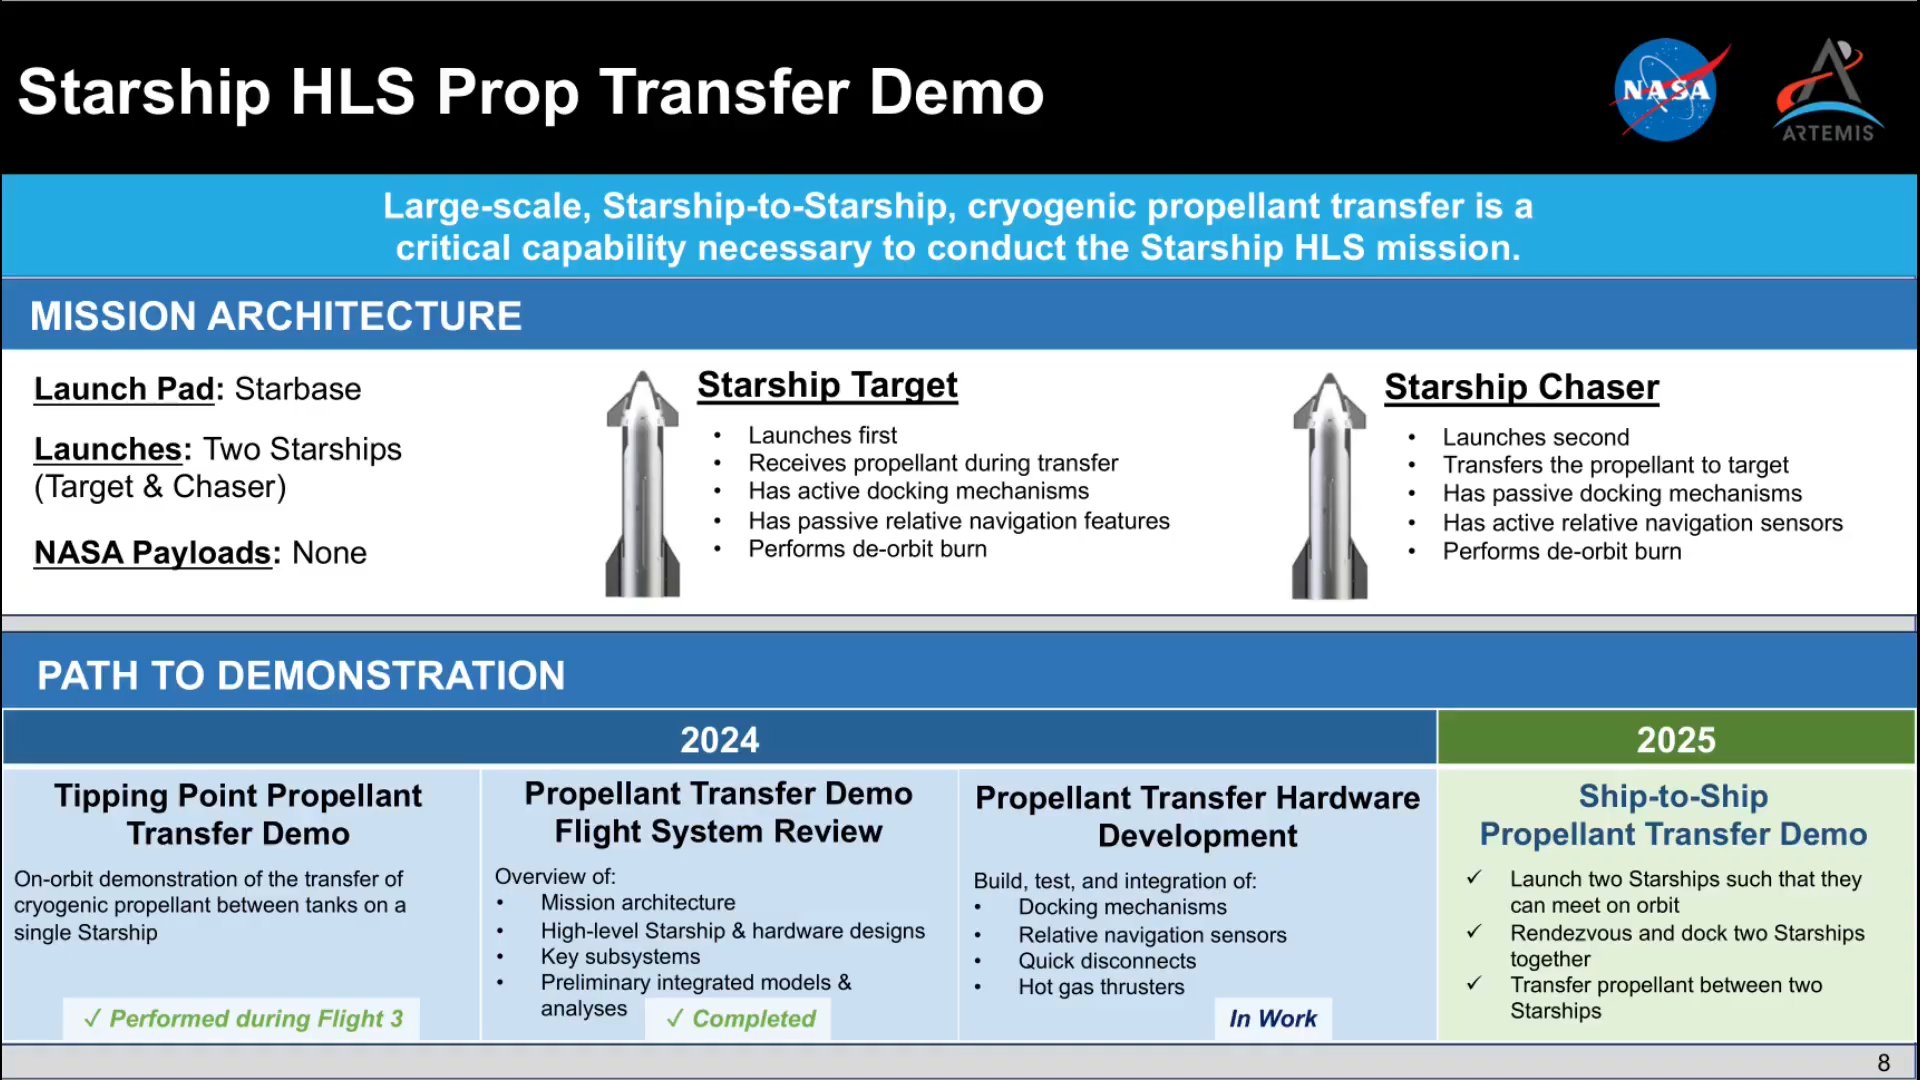 Starship HLS Prop Transfer Demo
NASA
ARTEMIS
Large-scale, Starship-to-Starship, cryogenic propellant transfer is a
critical capability necessary to conduct the Starship HLS mission.
MISSION ARCHITECTURE
Launch Pad: Starbase
Launches: Two Starships
(Target & Chaser)
NASA Payloads: None
Starship Target
• Launches first
• Receives propellant during transfer
• Has active docking mechanisms
• Has passive relative navigation features
• Performs de-orbit burn
Starship Chaser
• Launches second
• Transfers the propellant to target
• Has passive docking mechanisms
• Has active relative navigation sensors
• Performs de-orbit burn
PATH TO DEMONSTRATION
2024
2025
Tipping Point Propellant
Transfer Demo
On-orbit demonstration of the transfer of
cryogenic propellant between tanks on a
single Starship
✓ Performed during Flight 3
Propellant Transfer Demo
Flight System Review
Overview of:
• Mission architecture
• High-level Starship & hardware designs
• Key subsystems
• Preliminary integrated models &
analyses
✓ Completed
Propellant Transfer Hardware
Development
Build, test, and integration of:
• Docking mechanisms
• Relative navigation sensors
• Quick disconnects
• Hot gas thrusters
In Work
Ship-to-Ship
Propellant Transfer Demo
✓ Launch two Starships such that they
can meet on orbit
✓ Rendezvous and dock two Starships
together
✓ Transfer propellant between two
Starships
8